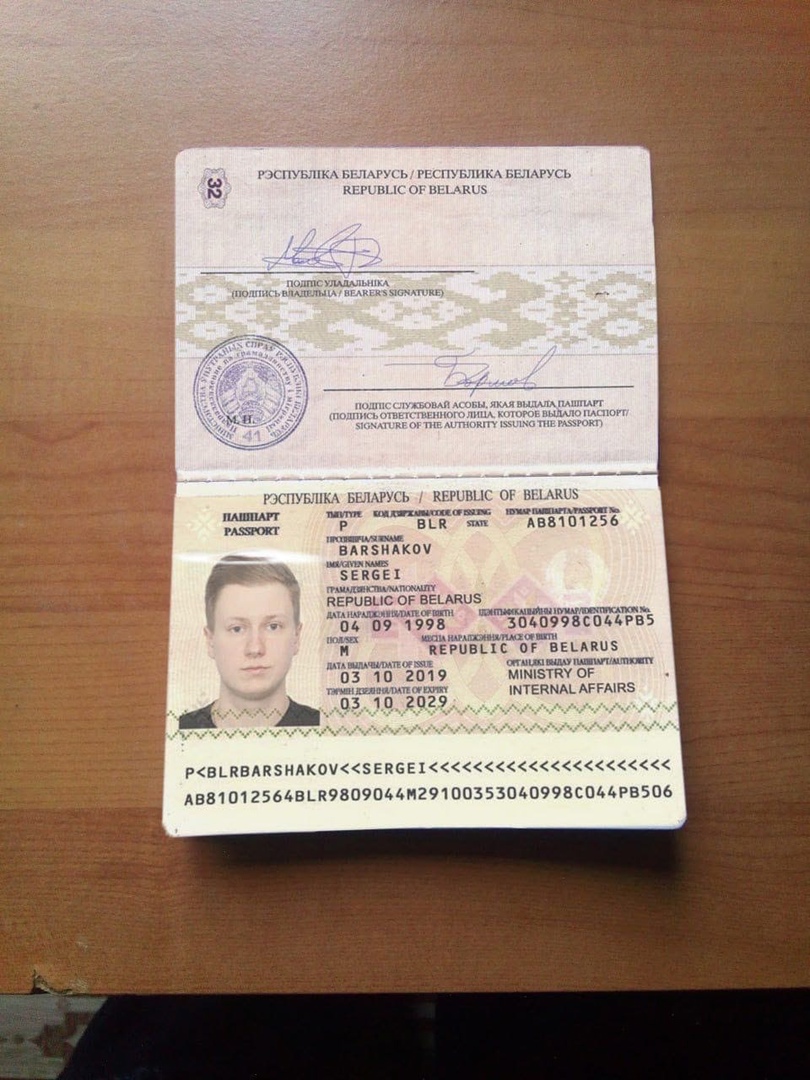 32
РЭСПУБЛІКА БЕЛАРУСЬ / РЕСПУБЛИКА БЕЛАРУСЬ
REPUBLIC OF BELARUS
ПОДПІС УЛАДАЛЬНІКА
(ПОДПИСЬ ВЛАДЕЛЬЦА / BEARER'S SIGNATURE)
МІНІСТЭРСТВА ЎНУТРАНЫХ СПРАЎ РЭСПУБЛІКІ БЕЛАРУСЬ
М.П.
41
ПОДПІС СЛУЖБОВАЙ АСОБЫ, ЯКАЯ ВЫДАЛА ПАШПАРТ
(ПОДПИСЬ ОТВЕТСТВЕННОГО ЛИЦА, КОТОРОЕ ВЫДАЛО ПАСПОРТ/
SIGNATURE OF THE AUTHORITY ISSUING THE PASSPORT)
РЭСПУБЛІКА БЕЛАРУСЬ / REPUBLIC OF BELARUS
ПАШПАРТ
PASSPORT
ТЫП/TYPE КОД ДЗЯРЖАВЫ/CODE OF ISSUING STATE НУМАР ПАШПАРТА/PASSPORT No.
P BLR AB8101256
ПРОЗВІШЧА/SURNAME
BARSHAKOV
ІМЯ/GIVEN NAMES
SERGEI
ГРАМАДЗЯНСТВА/NATIONALITY
REPUBLIC OF BELARUS
ДАТА НАРАДЖЭННЯ/DATE OF BIRTH ІДЭНТЫФІКАЦЫЙНЫ НУМАР/IDENTIFICATION No.
04 09 1998 3040998C044PB5
ПОЛ/SEX МЕСЦА НАРАДЖЭННЯ/PLACE OF BIRTH
M REPUBLIC OF BELARUS
ДАТА ВЫДАЧЫ/DATE OF ISSUE ОРГАН, ЯКІ ВЫДАЎ ПАШПАРТ/AUTHORITY
03 10 2019 MINISTRY OF
ТЭРМІН ДЗЕЯННЯ/DATE OF EXPIRY INTERNAL AFFAIRS
03 10 2029
P<BLRBARSHAKOV<<SERGEI<<<<<<<<<<<<<<<<<<<<<<
AB81012564BLR9809044M29100353040998C044PB506